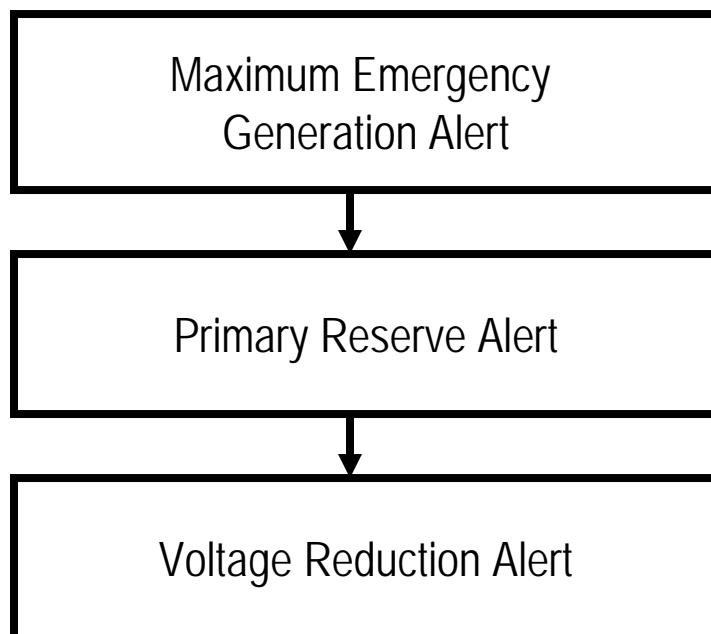 Maximum Emergency
Generation Alert
Primary Reserve Alert
Voltage Reduction Alert